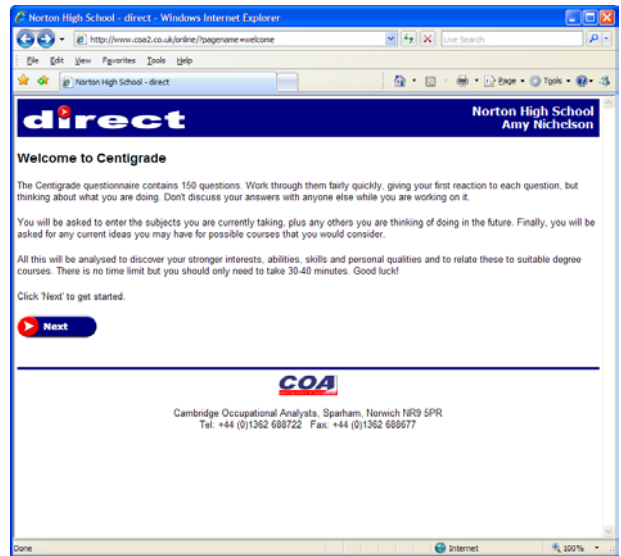 Norton High School - direct - Windows Internet Explorer
http://www.coa2.co.uk/online/?pagename=welcome
Live Search
File Edit View Favorites Tools Help
Norton High School - direct
Page Tools
direct
Norton High School
Amy Nichelson
Welcome to Centigrade
The Centigrade questionnaire contains 150 questions. Work through them fairly quickly, giving your first reaction to each question, but
thinking about what you are doing. Don't discuss your answers with anyone else while you are working on it.
You will be asked to enter the subjects you are currently taking, plus any others you are thinking of doing in the future. Finally, you will be
asked for any current ideas you may have for possible courses that you would consider.
All this will be analysed to discover your stronger interests, abilities, skills and personal qualities and to relate these to suitable degree
courses. There is no time limit but you should only need to take 30-40 minutes. Good luck!
Click 'Next' to get started.
Next
COA
Cambridge Occupational Analysts, Sparham, Norwich NR9 5PR
Tel: +44 (0)1362 688722 Fax: +44 (0)1362 688677
Done
Internet
100%